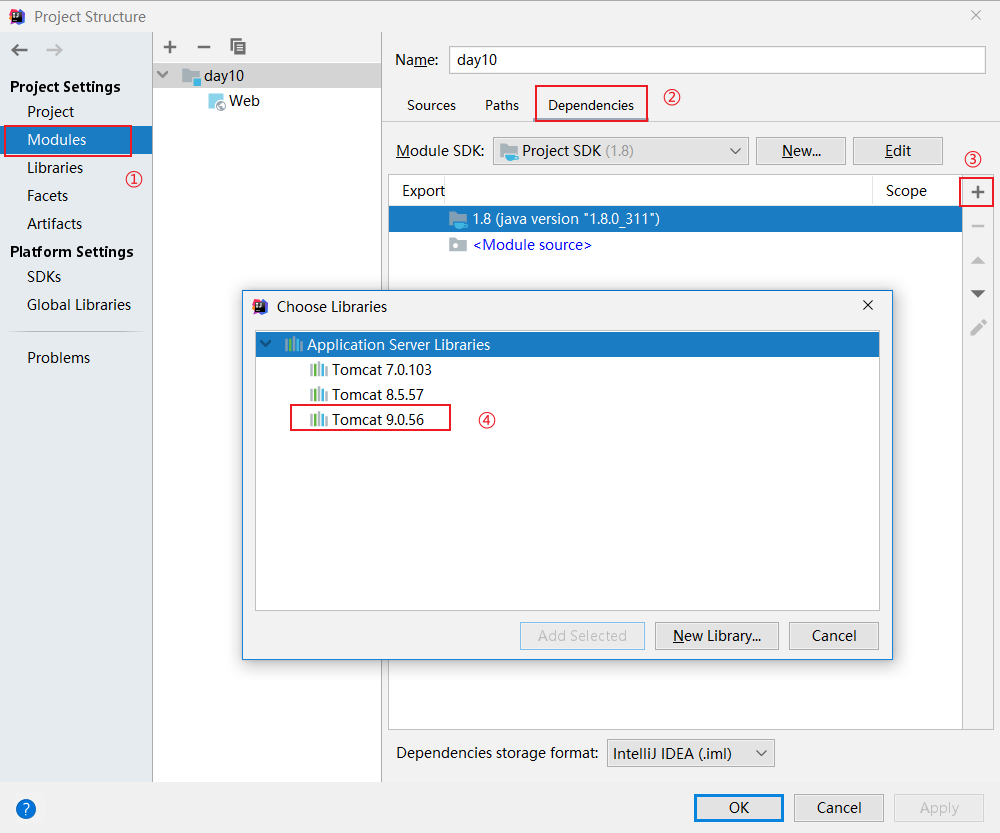 Project Structure
Project Settings
Project
Modules
①
Libraries
Facets
Artifacts
Platform Settings
SDKs
Global Libraries
Problems
day10
Web
Name: day10
Sources Paths Dependencies ②
Module SDK: Project SDK (1.8) New... Edit
③
Export Scope
1.8 (java version "1.8.0_311")
<Module source>
Choose Libraries
Application Server Libraries
Tomcat 7.0.103
Tomcat 8.5.57
Tomcat 9.0.56 ④
Add Selected New Library... Cancel
Dependencies storage format: IntelliJ IDEA (.iml)
? OK Cancel Apply